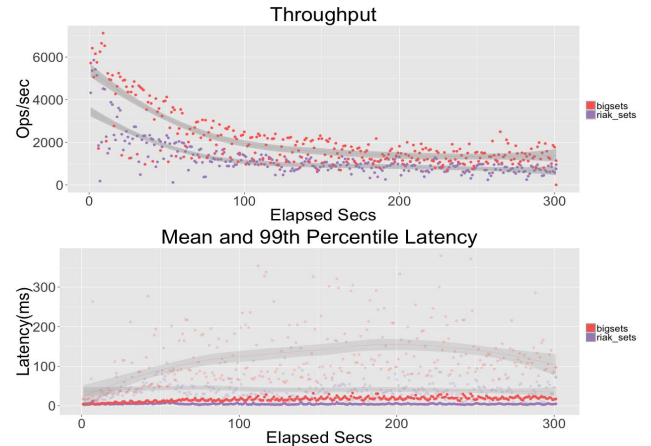 Throughput
Ops/sec
6000
4000
2000
0
0 100 200 300
Elapsed Secs
bigsets
riak_sets
Mean and 99th Percentile Latency
Latency(ms)
300
200
100
0
0 100 200 300
Elapsed Secs
bigsets
riak_sets